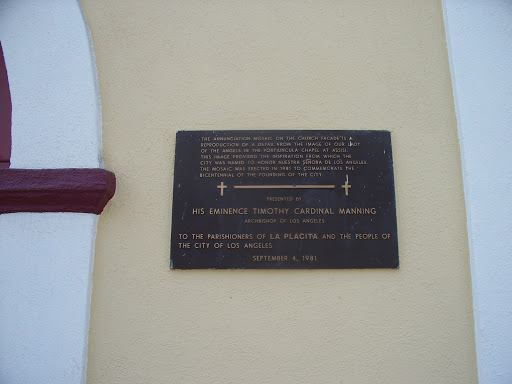 THE ANNUNCIATION MOSAIC ON THE CHURCH FACADE IS A
REPRODUCTION OF A DETAIL FROM THE IMAGE OF OUR LADY
OF THE ANGELS IN THE PORTIUNCULA CHAPEL AT ASSISI.
THIS IMAGE PROVIDED THE INSPIRATION FROM WHICH THE
CITY WAS NAMED TO HONOR NUESTRA SEÑORA DE LOS ANGELES.
THE MOSAIC WAS ERECTED IN 1981 TO COMMEMORATE THE
BICENTENNIAL OF THE FOUNDING OF THE CITY.
PRESENTED BY
HIS EMINENCE TIMOTHY CARDINAL MANNING
ARCHBISHOP OF LOS ANGELES
TO THE PARISHIONERS OF LA PLACITA AND THE PEOPLE OF
THE CITY OF LOS ANGELES
SEPTEMBER 4, 1981